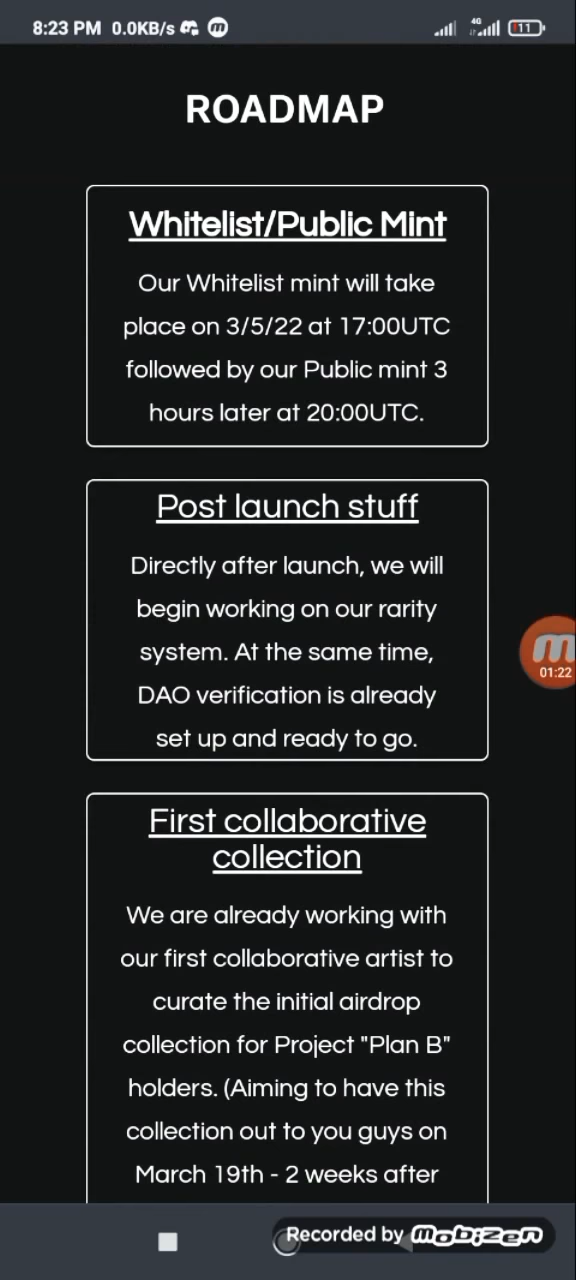 8:23 PM 0.0KB/s
4G
11
ROADMAP
Whitelist/Public Mint
Our Whitelist mint will take
place on 3/5/22 at 17:00UTC
followed by our Public mint 3
hours later at 20:00UTC.
Post launch stuff
Directly after launch, we will
begin working on our rarity
system. At the same time,
DAO verification is already
set up and ready to go.
01:22
First collaborative
collection
We are already working with
our first collaborative artist to
curate the initial airdrop
collection for Project "Plan B"
holders. (Aiming to have this
collection out to you guys on
March 19th - 2 weeks after
Recorded by mobizen